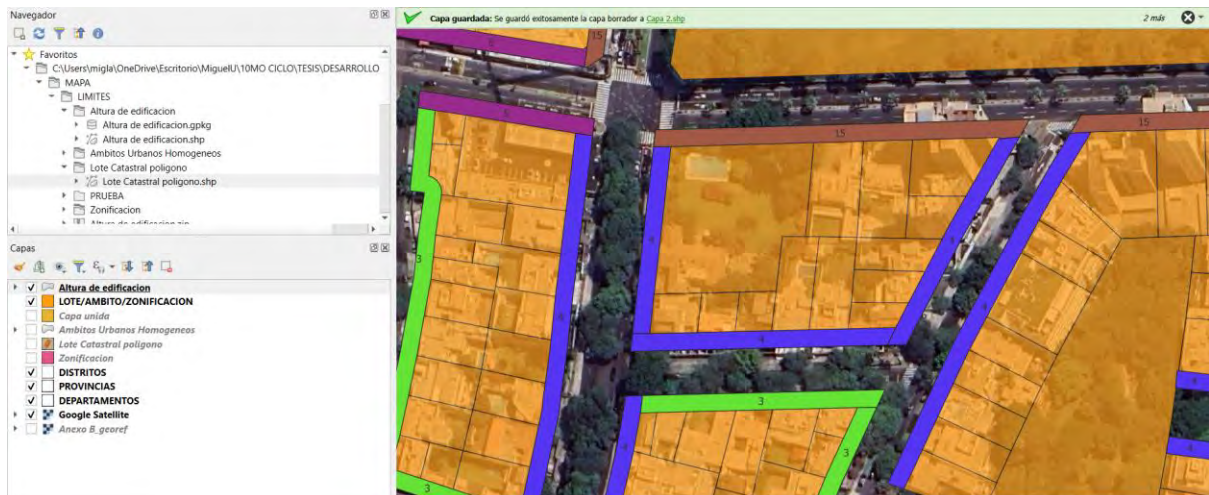 Navegador
Favoritos
C:\Users\migla\OneDrive\Escritorio\MiguelU\10MO CICLO\TESIS\DESARROLLO
MAPA
LIMITES
Altura de edificacion
Altura de edificacion.gpkg
Altura de edificacion.shp
Ambitos Urbanos Homogeneos
Lote Catastral poligono
Lote Catastral poligono.shp
PRUEBA
Zonificacion
Altura de edificacion.zip
Capas
Altura de edificacion
LOTE/AMBITO/ZONIFICACION
Capa unida
Ambitos Urbanos Homogeneos
Lote Catastral poligono
Zonificacion
DISTRITOS
PROVINCIAS
DEPARTAMENTOS
Google Satellite
Anexo B_georef
Capa guardada: Se guardó exitosamente la capa borrador a Capa 2.shp
2 más
15
15
15
3
4
4
4
3
4
3
3